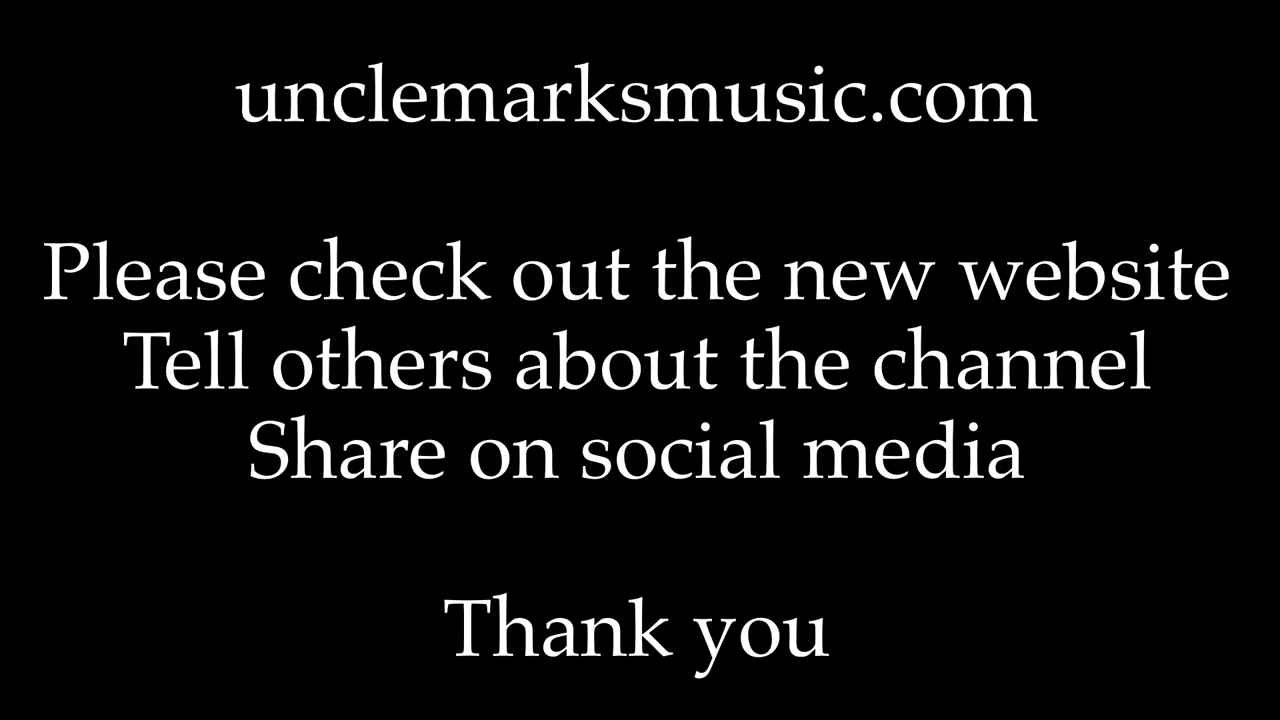 unclemarksmusic.com
Please check out the new website
Tell others about the channel
Share on social media
Thank you